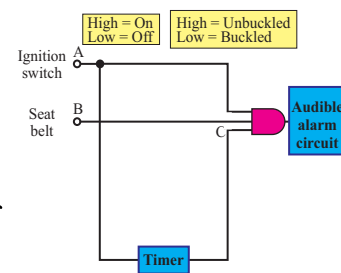 High = On
Low = Off
High = Unbuckled
Low = Buckled
Ignition
switch
A
Seat
belt
B
C
Audible
alarm
circuit
Timer